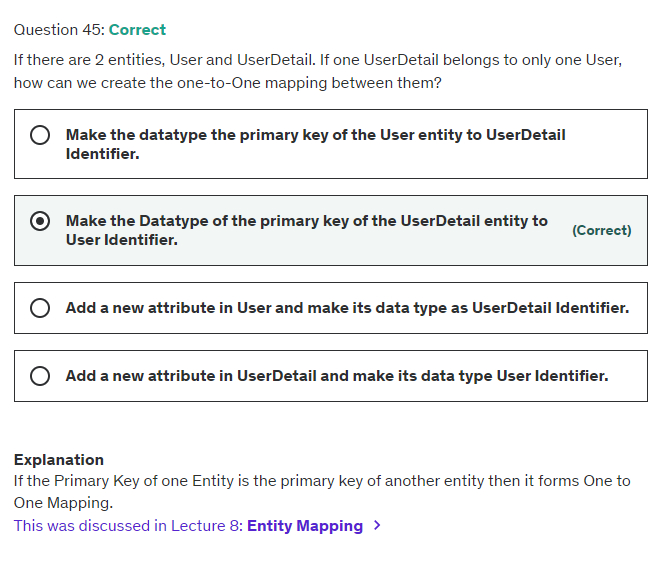 Question 45: Correct
If there are 2 entities, User and UserDetail. If one UserDetail belongs to only one User,
how can we create the one-to-One mapping between them?
Make the datatype the primary key of the User entity to UserDetail
Identifier.
Make the Datatype of the primary key of the UserDetail entity to
User Identifier.
(Correct)
Add a new attribute in User and make its data type as UserDetail Identifier.
Add a new attribute in UserDetail and make its data type User Identifier.
Explanation
If the Primary Key of one Entity is the primary key of another entity then it forms One to
One Mapping.
This was discussed in Lecture 8: Entity Mapping >